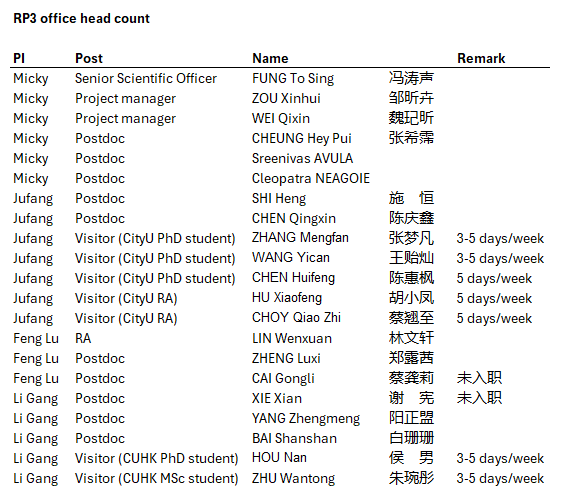 RP3 office head count
PI Post Name Remark
Micky Senior Scientific Officer FUNG To Sing 冯涛声
Micky Project manager ZOU Xinhui 邹昕卉
Micky Project manager WEI Qixin 魏玘昕
Micky Postdoc CHEUNG Hey Pui 张希霈
Micky Postdoc Sreenivas AVULA
Micky Postdoc Cleopatra NEAGOIE
Jufang Postdoc SHI Heng 施 恒
Jufang Postdoc CHEN Qingxin 陈庆鑫
Jufang Visitor (CityU PhD student) ZHANG Mengfan 张梦凡 3-5 days/week
Jufang Visitor (CityU PhD student) WANG Yican 王贻灿 3-5 days/week
Jufang Visitor (CityU PhD student) CHEN Huifeng 陈惠枫 5 days/week
Jufang Visitor (CityU RA) HU Xiaofeng 胡小凤 5 days/week
Jufang Visitor (CityU RA) CHOY Qiao Zhi 蔡翘至 5 days/week
Feng Lu RA LIN Wenxuan 林文轩
Feng Lu Postdoc ZHENG Luxi 郑露茜
Feng Lu Postdoc CAI Gongli 蔡龚莉 未入职
Li Gang Postdoc XIE Xian 谢 宪 未入职
Li Gang Postdoc YANG Zhengmeng 阳正盟
Li Gang Postdoc BAI Shanshan 白珊珊
Li Gang Visitor (CUHK PhD student) HOU Nan 侯 男 3-5 days/week
Li Gang Visitor (CUHK MSc student) ZHU Wantong 朱琬彤 3-5 days/week